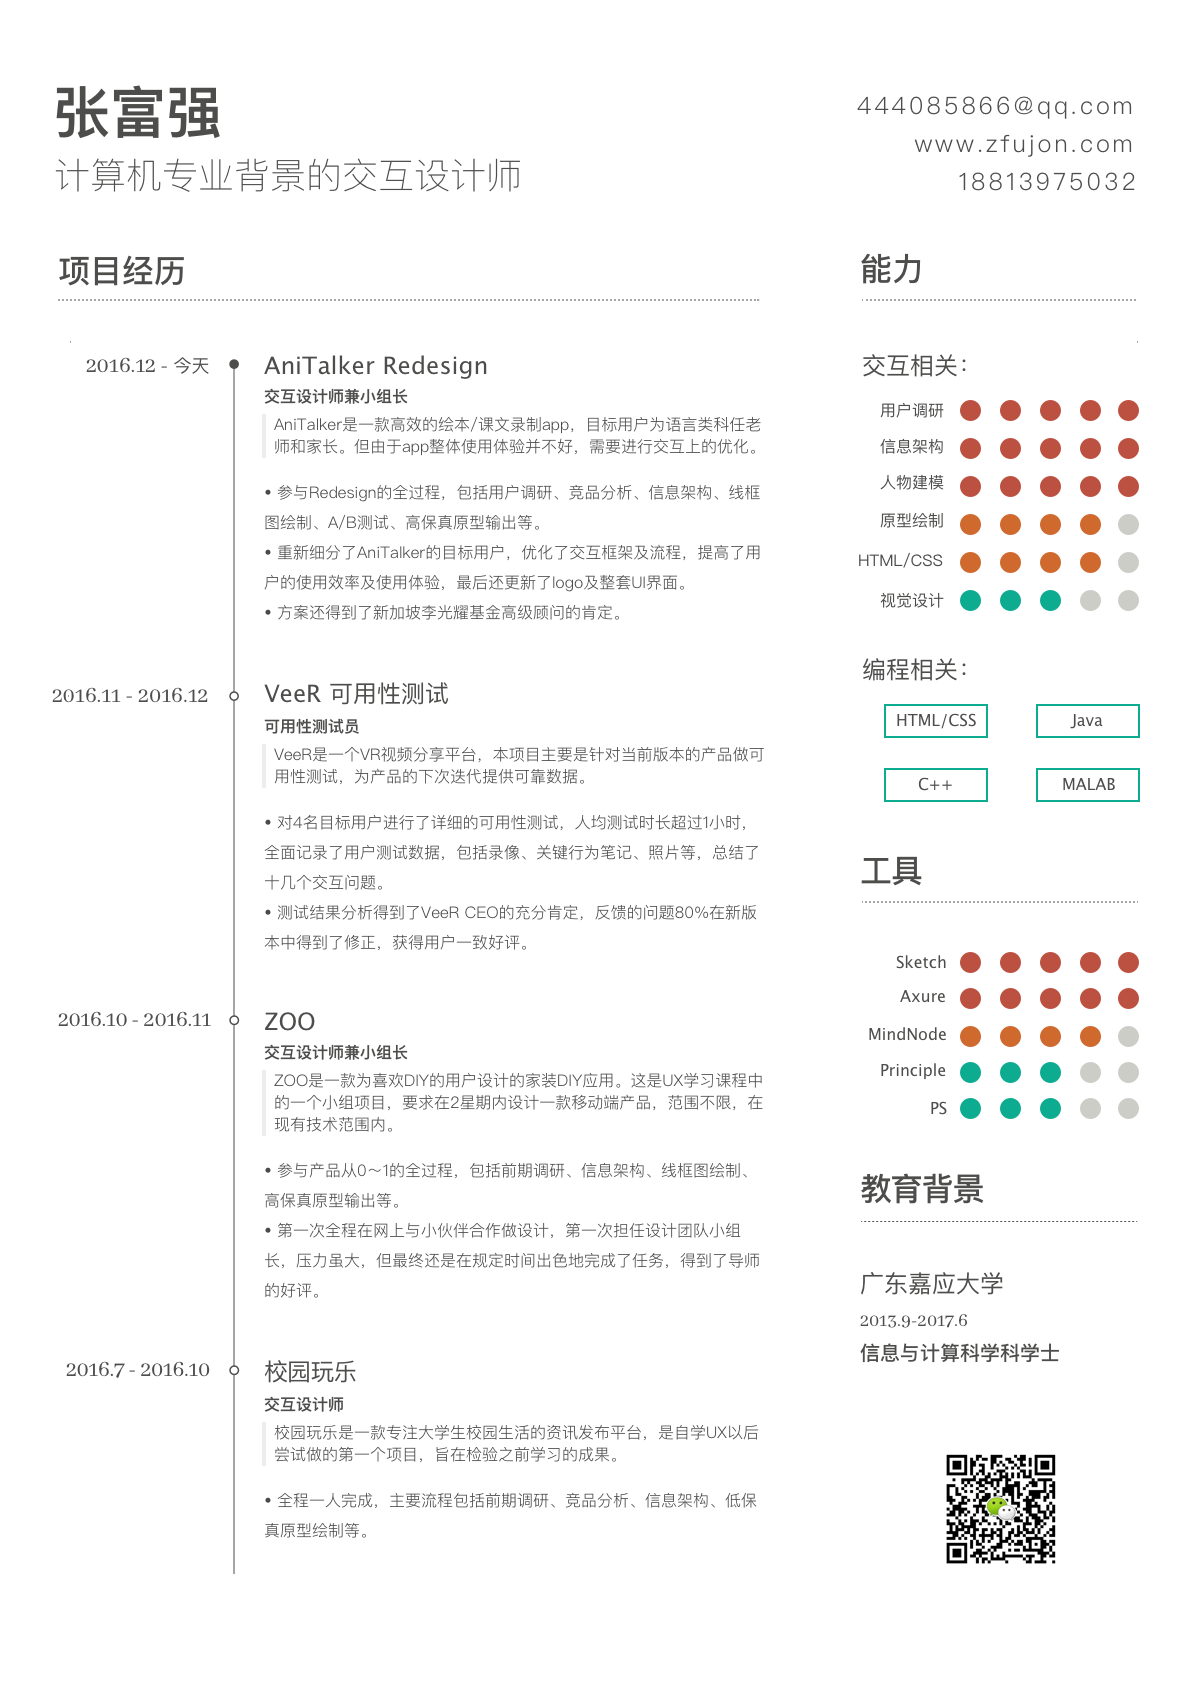 张富强
计算机专业背景的交互设计师
444085866@qq.com
www.zfujon.com
18813975032
项目经历
2016.12 - 今天
AniTalker Redesign
交互设计师兼小组长
AniTalker是一款高效的绘本/课文录制app，目标用户为语言类科任老
师和家长。但由于app整体使用体验并不好，需要进行交互上的优化。
• 参与Redesign的全过程，包括用户调研、竞品分析、信息架构、线框
图绘制、A/B测试、高保真原型输出等。
• 重新细分了AniTalker的目标用户，优化了交互框架及流程，提高了用
户的使用效率及使用体验，最后还更新了logo及整套UI界面。
• 方案还得到了新加坡李光耀基金高级顾问的肯定。
2016.11 - 2016.12
VeeR 可用性测试
可用性测试员
VeeR是一个VR视频分享平台，本项目主要是针对当前版本的产品做可
用性测试，为产品的下次迭代提供可靠数据。
• 对4名目标用户进行了详细的可用性测试，人均测试时长超过1小时，
全面记录了用户测试数据，包括录像、关键行为笔记、照片等，总结了
十几个交互问题。
• 测试结果分析得到了VeeR CEO的充分肯定，反馈的问题80%在新版
本中得到了修正，获得用户一致好评。
2016.10 - 2016.11
ZOO
交互设计师兼小组长
ZOO是一款为喜欢DIY的用户设计的家装DIY应用。这是UX学习课程中
的一个小组项目，要求在2星期内设计一款移动端产品，范围不限，在
现有技术范围内。
• 参与产品从0～1的全过程，包括前期调研、信息架构、线框图绘制、
高保真原型输出等。
• 第一次全程在网上与小伙伴合作做设计，第一次担任设计团队小组
长，压力虽大，但最终还是在规定时间出色地完成了任务，得到了导师
的好评。
2016.7 - 2016.10
校园玩乐
交互设计师
校园玩乐是一款专注大学生校园生活的资讯发布平台，是自学UX以后
尝试做的第一个项目，旨在检验之前学习的成果。
• 全程一人完成，主要流程包括前期调研、竞品分析、信息架构、低保
真原型绘制等。
能力
交互相关：
用户调研
信息架构
人物建模
原型绘制
HTML/CSS
视觉设计
编程相关：
HTML/CSS
Java
C++
MALAB
工具
Sketch
Axure
MindNode
Principle
PS
教育背景
广东嘉应大学
2013.9-2017.6
信息与计算科学科学士